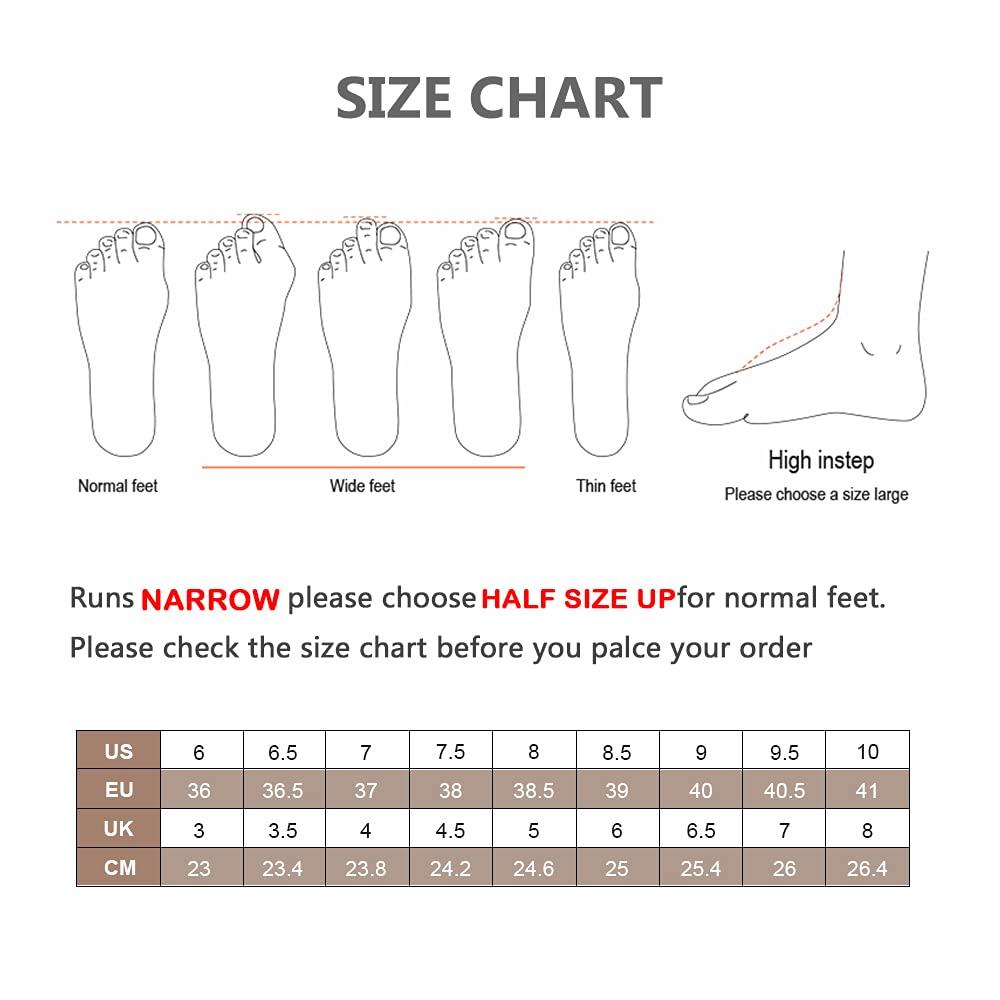 SIZE CHART
Normal feet
Wide feet
Thin feet
High instep
Please choose a size large
Runs NARROW please choose HALF SIZE UP for normal feet.
Please check the size chart before you palce your order
US 6 6.5 7 7.5 8 8.5 9 9.5 10
EU 36 36.5 37 38 38.5 39 40 40.5 41
UK 3 3.5 4 4.5 5 6 6.5 7 8
CM 23 23.4 23.8 24.2 24.6 25 25.4 26 26.4